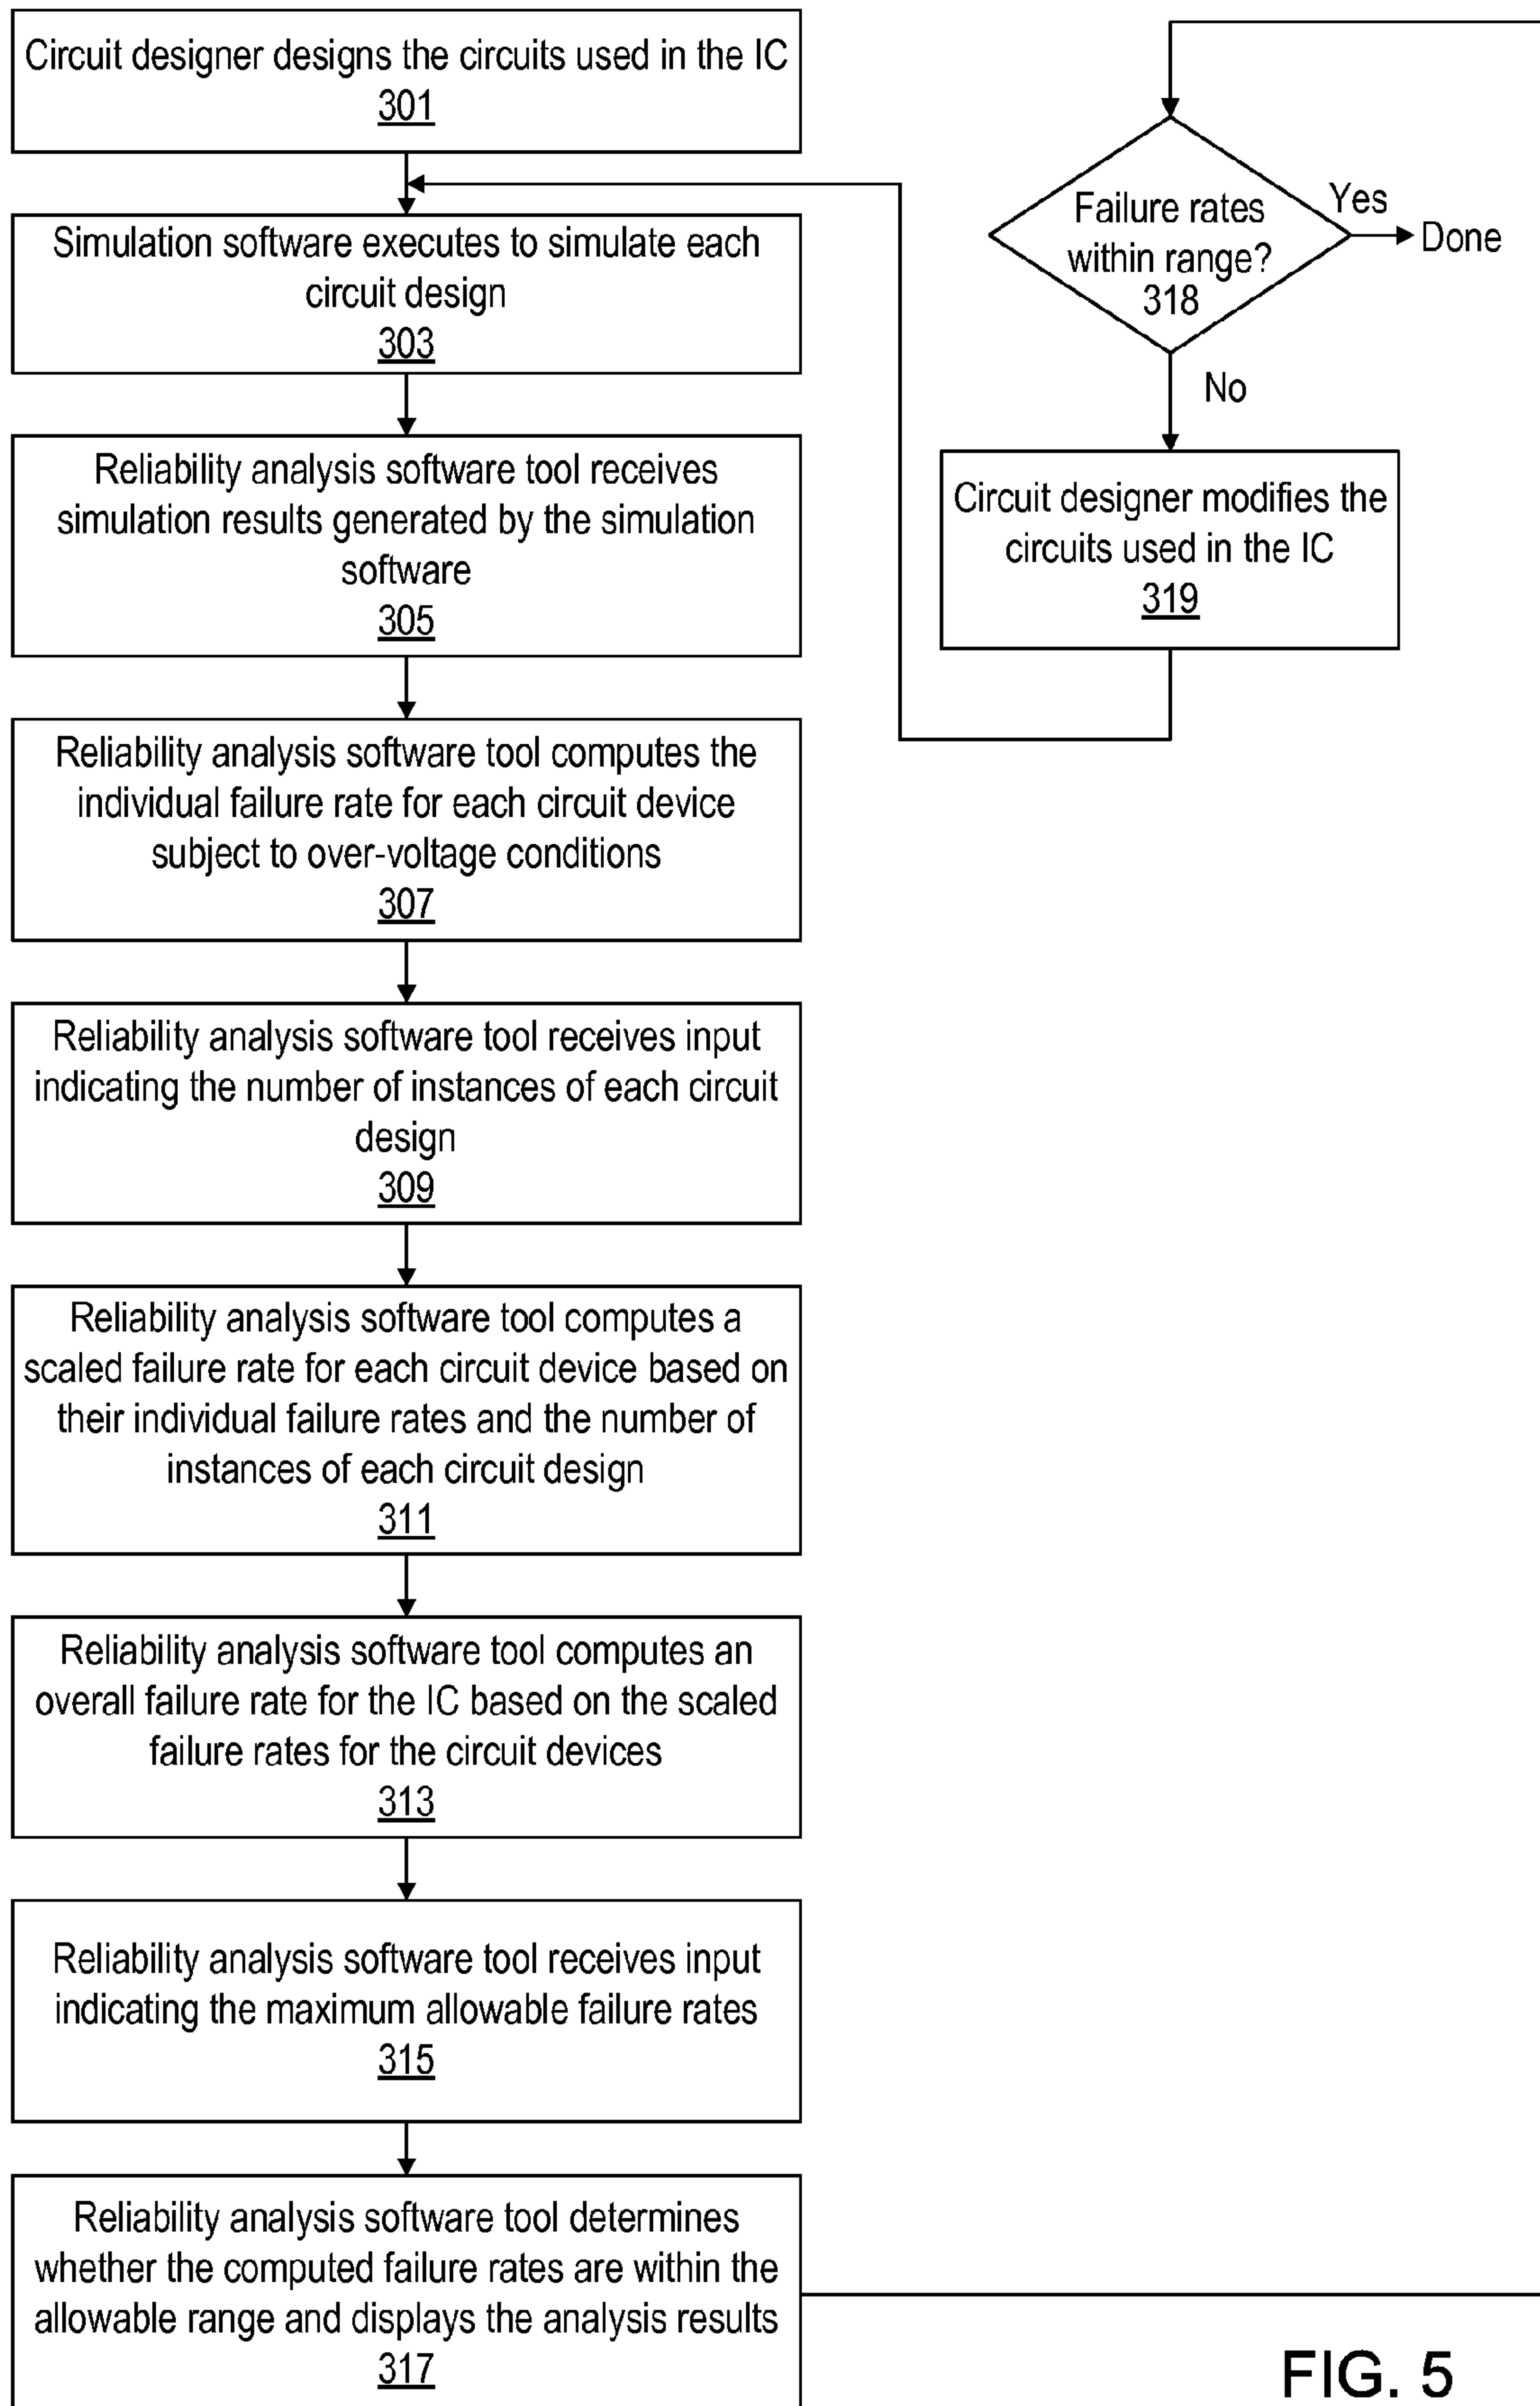 Circuit designer designs the circuits used in the IC
301
Simulation software executes to simulate each
circuit design
303
Reliability analysis software tool receives
simulation results generated by the simulation
software
305
Reliability analysis software tool computes the
individual failure rate for each circuit device
subject to over-voltage conditions
307
Reliability analysis software tool receives input
indicating the number of instances of each circuit
design
309
Reliability analysis software tool computes a
scaled failure rate for each circuit device based on
their individual failure rates and the number of
instances of each circuit design
311
Reliability analysis software tool computes an
overall failure rate for the IC based on the scaled
failure rates for the circuit devices
313
Reliability analysis software tool receives input
indicating the maximum allowable failure rates
315
Reliability analysis software tool determines
whether the computed failure rates are within the
allowable range and displays the analysis results
317
Failure rates
within range?
318
Yes
Done
No
Circuit designer modifies the
circuits used in the IC
319
FIG. 5